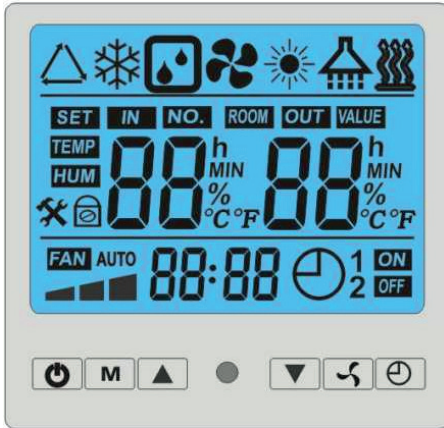 SET IN NO. ROOM OUT VALUE
TEMP 88 h 88 h
HUM MIN MIN
% %
°C °F °C °F
FAN AUTO 88:88 1 ON
2 OFF
M